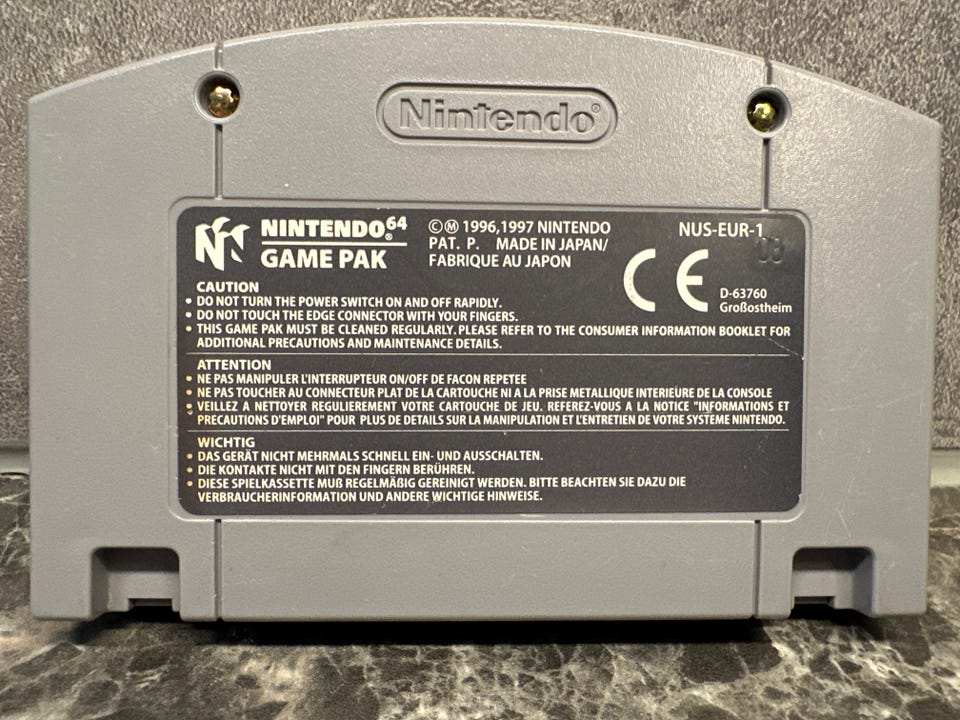 Nintendo®
NINTENDO 64®
GAME PAK
©Ⓜ 1996,1997 NINTENDO
PAT. P. MADE IN JAPAN/
FABRIQUE AU JAPON
NUS-EUR-1
08
CE
D-63760
Großostheim
CAUTION
• DO NOT TURN THE POWER SWITCH ON AND OFF RAPIDLY.
• DO NOT TOUCH THE EDGE CONNECTOR WITH YOUR FINGERS.
• THIS GAME PAK MUST BE CLEANED REGULARLY. PLEASE REFER TO THE CONSUMER INFORMATION BOOKLET FOR
ADDITIONAL PRECAUTIONS AND MAINTENANCE DETAILS.
ATTENTION
• NE PAS MANIPULER L'INTERRUPTEUR ON/OFF DE FACON REPETEE
• NE PAS TOUCHER AU CONNECTEUR PLAT DE LA CARTOUCHE NI A LA PRISE METALLIQUE INTERIEURE DE LA CONSOLE
• VEILLEZ A NETTOYER REGULIEREMENT VOTRE CARTOUCHE DE JEU. REFEREZ-VOUS A LA NOTICE "INFORMATIONS ET
PRECAUTIONS D'EMPLOI" POUR PLUS DE DETAILS SUR LA MANIPULATION ET L'ENTRETIEN DE VOTRE SYSTÈME NINTENDO.
WICHTIG
• DAS GERÄT NICHT MEHRMALS SCHNELL EIN- UND AUSSCHALTEN.
• DIE KONTAKTE NICHT MIT DEN FINGERN BERÜHREN.
• DIESE SPIELKASSETTE MUß REGELMÄßIG GEREINIGT WERDEN. BITTE BEACHTEN SIE DAZU DIE
VERBRAUCHERINFORMATION UND ANDERE WICHTIGE HINWEISE.